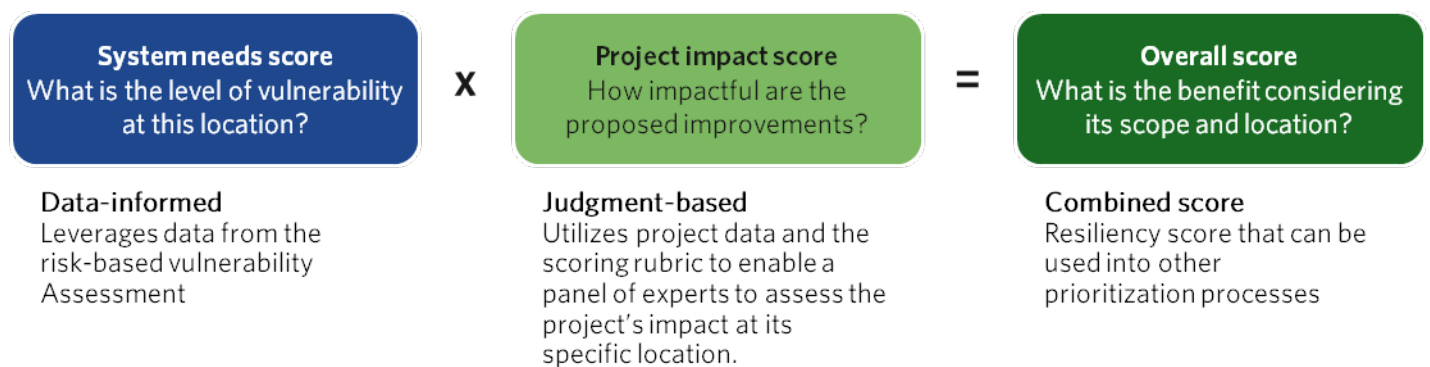 System needs score
What is the level of vulnerability
at this location?
x
Project impact score
How impactful are the
proposed improvements?
=
Overall score
What is the benefit considering
its scope and location?
Data-informed
Leverages data from the
risk-based vulnerability
Assessment
Judgment-based
Utilizes project data and the
scoring rubric to enable a
panel of experts to assess the
project’s impact at its
specific location.
Combined score
Resiliency score that can be
used into other
prioritization processes